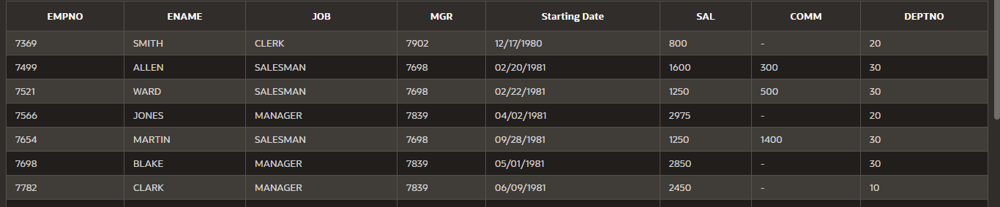 EMPNO ENAME JOB MGR Starting Date SAL COMM DEPTNO
7369 SMITH CLERK 7902 12/17/1980 800 - 20
7499 ALLEN SALESMAN 7698 02/20/1981 1600 300 30
7521 WARD SALESMAN 7698 02/22/1981 1250 500 30
7566 JONES MANAGER 7839 04/02/1981 2975 - 20
7654 MARTIN SALESMAN 7698 09/28/1981 1250 1400 30
7698 BLAKE MANAGER 7839 05/01/1981 2850 - 30
7782 CLARK MANAGER 7839 06/09/1981 2450 - 10